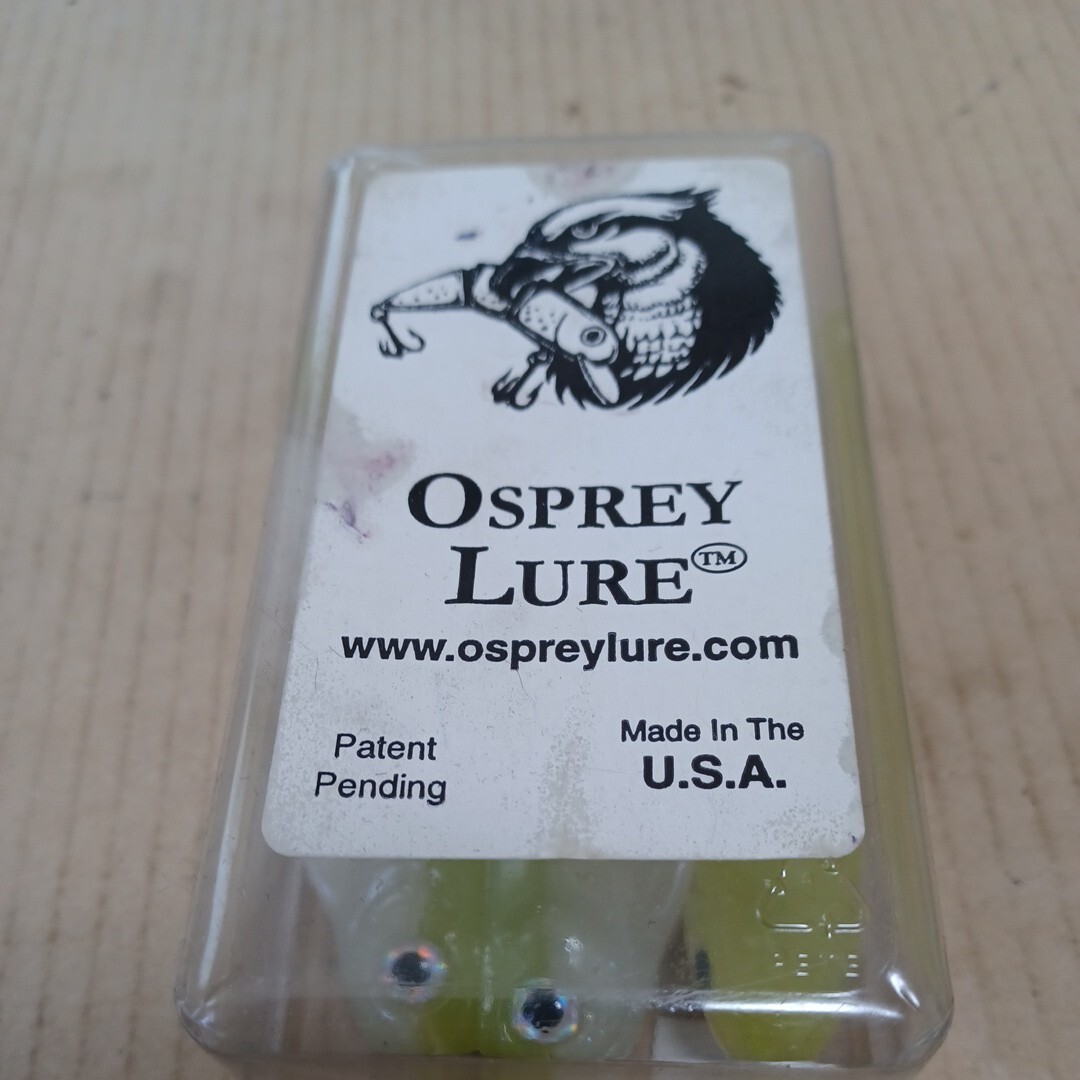 OSPREY
LURE™
www.ospreylure.com
Patent
Pending
Made In The
U.S.A.